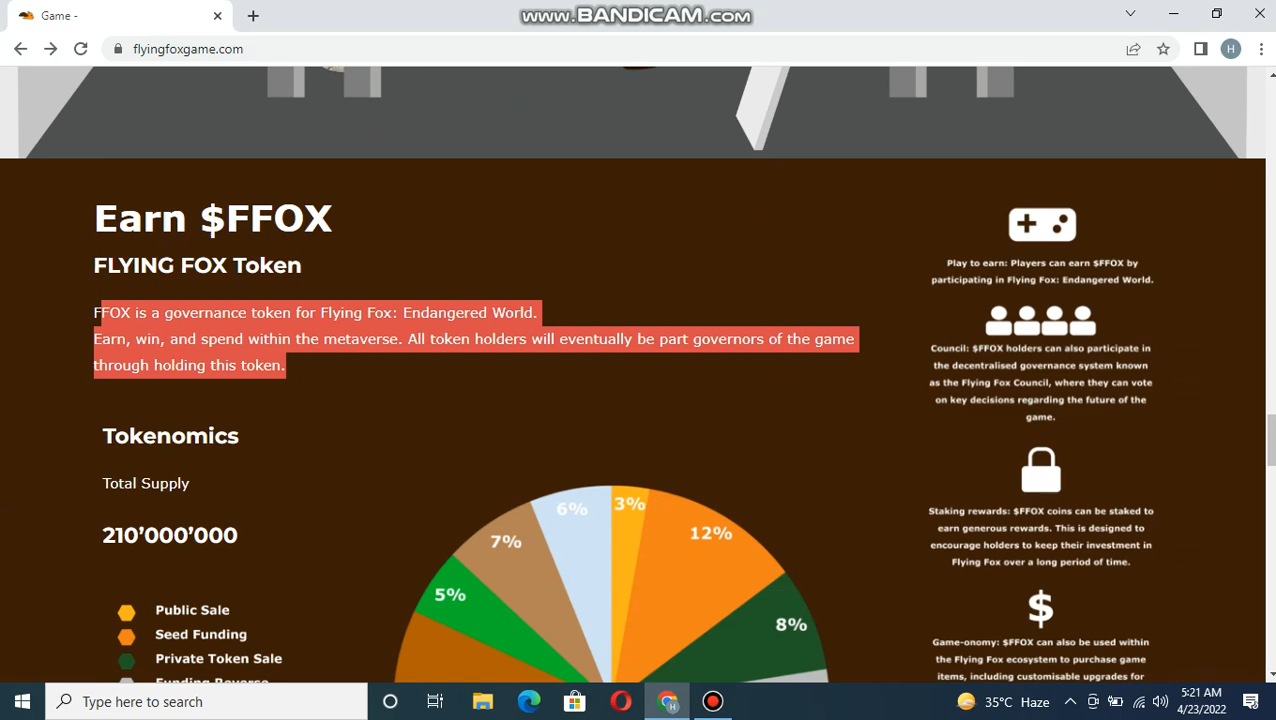 Game -
www.BANDICAM.com
flyingfoxgame.com
H
Earn $FFOX
FLYING FOX Token
FFOX is a governance token for Flying Fox: Endangered World.
Earn, win, and spend within the metaverse. All token holders will eventually be part governors of the game
through holding this token.
Tokenomics
Total Supply
210’000’000
Public Sale
Seed Funding
Private Token Sale
Funding Reverse
6%
3%
12%
7%
5%
8%
Play to earn: Players can earn $FFOX by
participating in Flying Fox: Endangered World.
Council: $FFOX holders can also participate in
the decentralised governance system known
as the Flying Fox Council, where they can vote
on key decisions regarding the future of the
game.
Staking rewards: $FFOX coins can be staked to
earn generous rewards. This is designed to
encourage holders to keep their investment in
Flying Fox over a long period of time.
$
Game-onomy: $FFOX can also be used within
the Flying Fox ecosystem to purchase game
items, including customisable upgrades for
Type here to search
35°C Haze
5:21 AM
4/23/2022